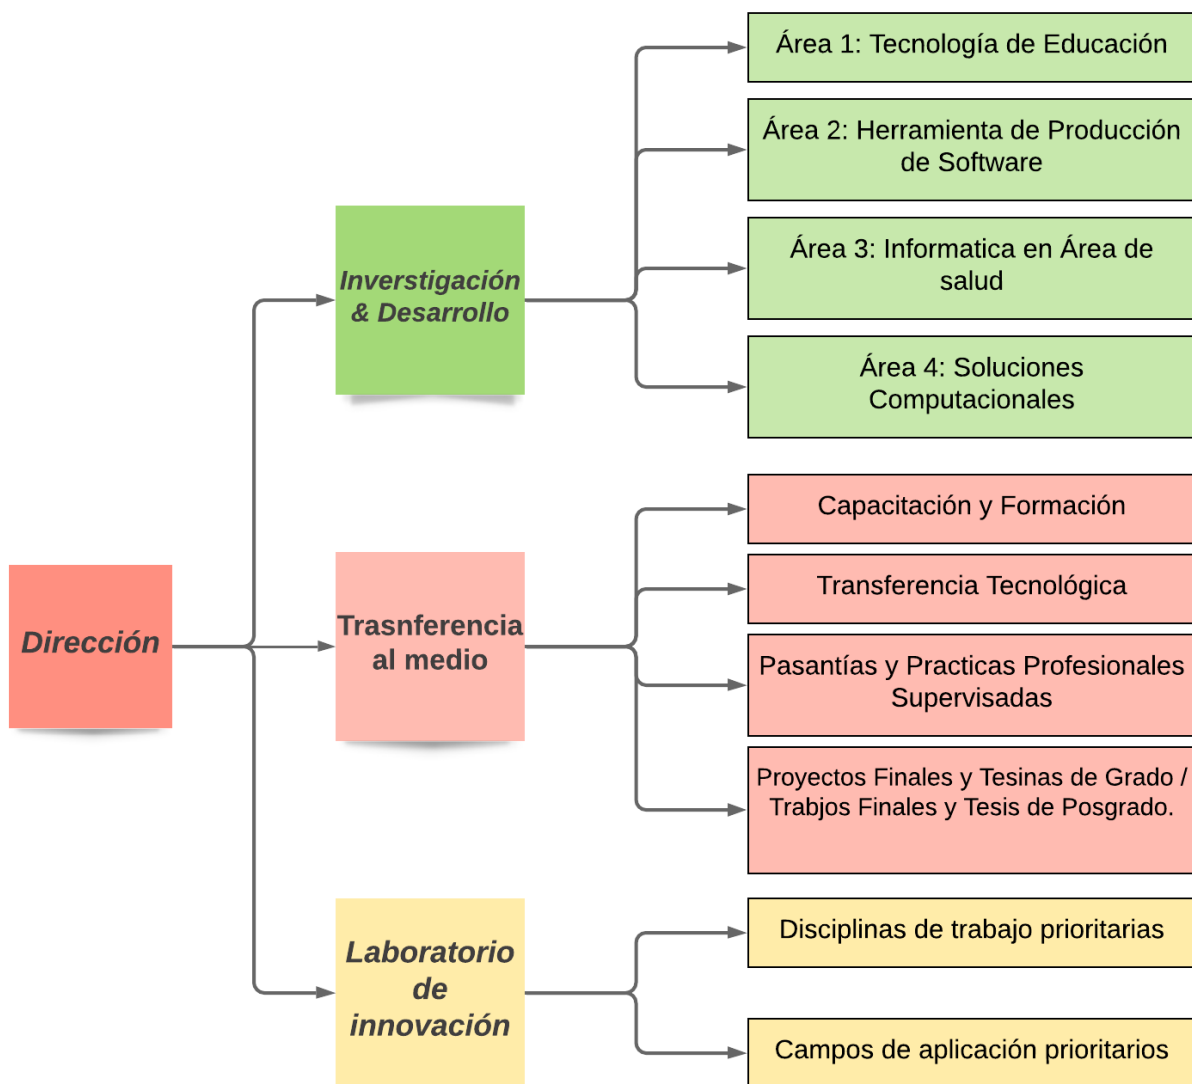 Área 1: Tecnología de Educación
Área 2: Herramienta de Producción
de Software
Inverstigación
& Desarrollo
Área 3: Informatica en Área de
salud
Área 4: Soluciones
Computacionales
Dirección
Trasnferencia
al medio
Capacitación y Formación
Transferencia Tecnológica
Pasantías y Practicas Profesionales
Supervisadas
Proyectos Finales y Tesinas de Grado /
Trabjos Finales y Tesis de Posgrado.
Laboratorio
de
innovación
Disciplinas de trabajo prioritarias
Campos de aplicación prioritarios